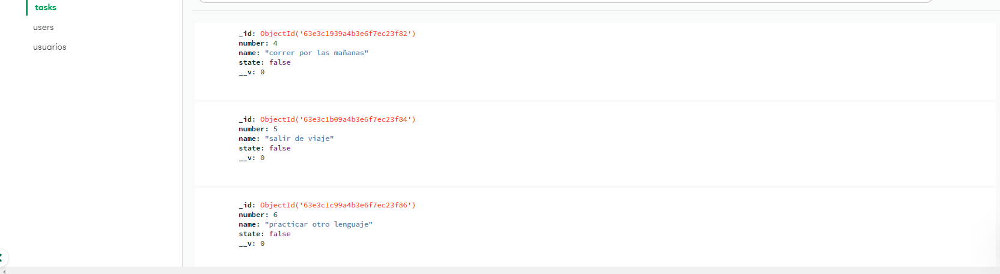 tasks
users
usuarios
_id: ObjectId('63e3c1939a4b3e6f7ec23f82')
number: 4
name: "correr por las mañanas"
state: false
__v: 0
_id: ObjectId('63e3c1b09a4b3e6f7ec23f84')
number: 5
name: "salir de viaje"
state: false
__v: 0
_id: ObjectId('63e3c1c99a4b3e6f7ec23f86')
number: 6
name: "practicar otro lenguaje"
state: false
__v: 0